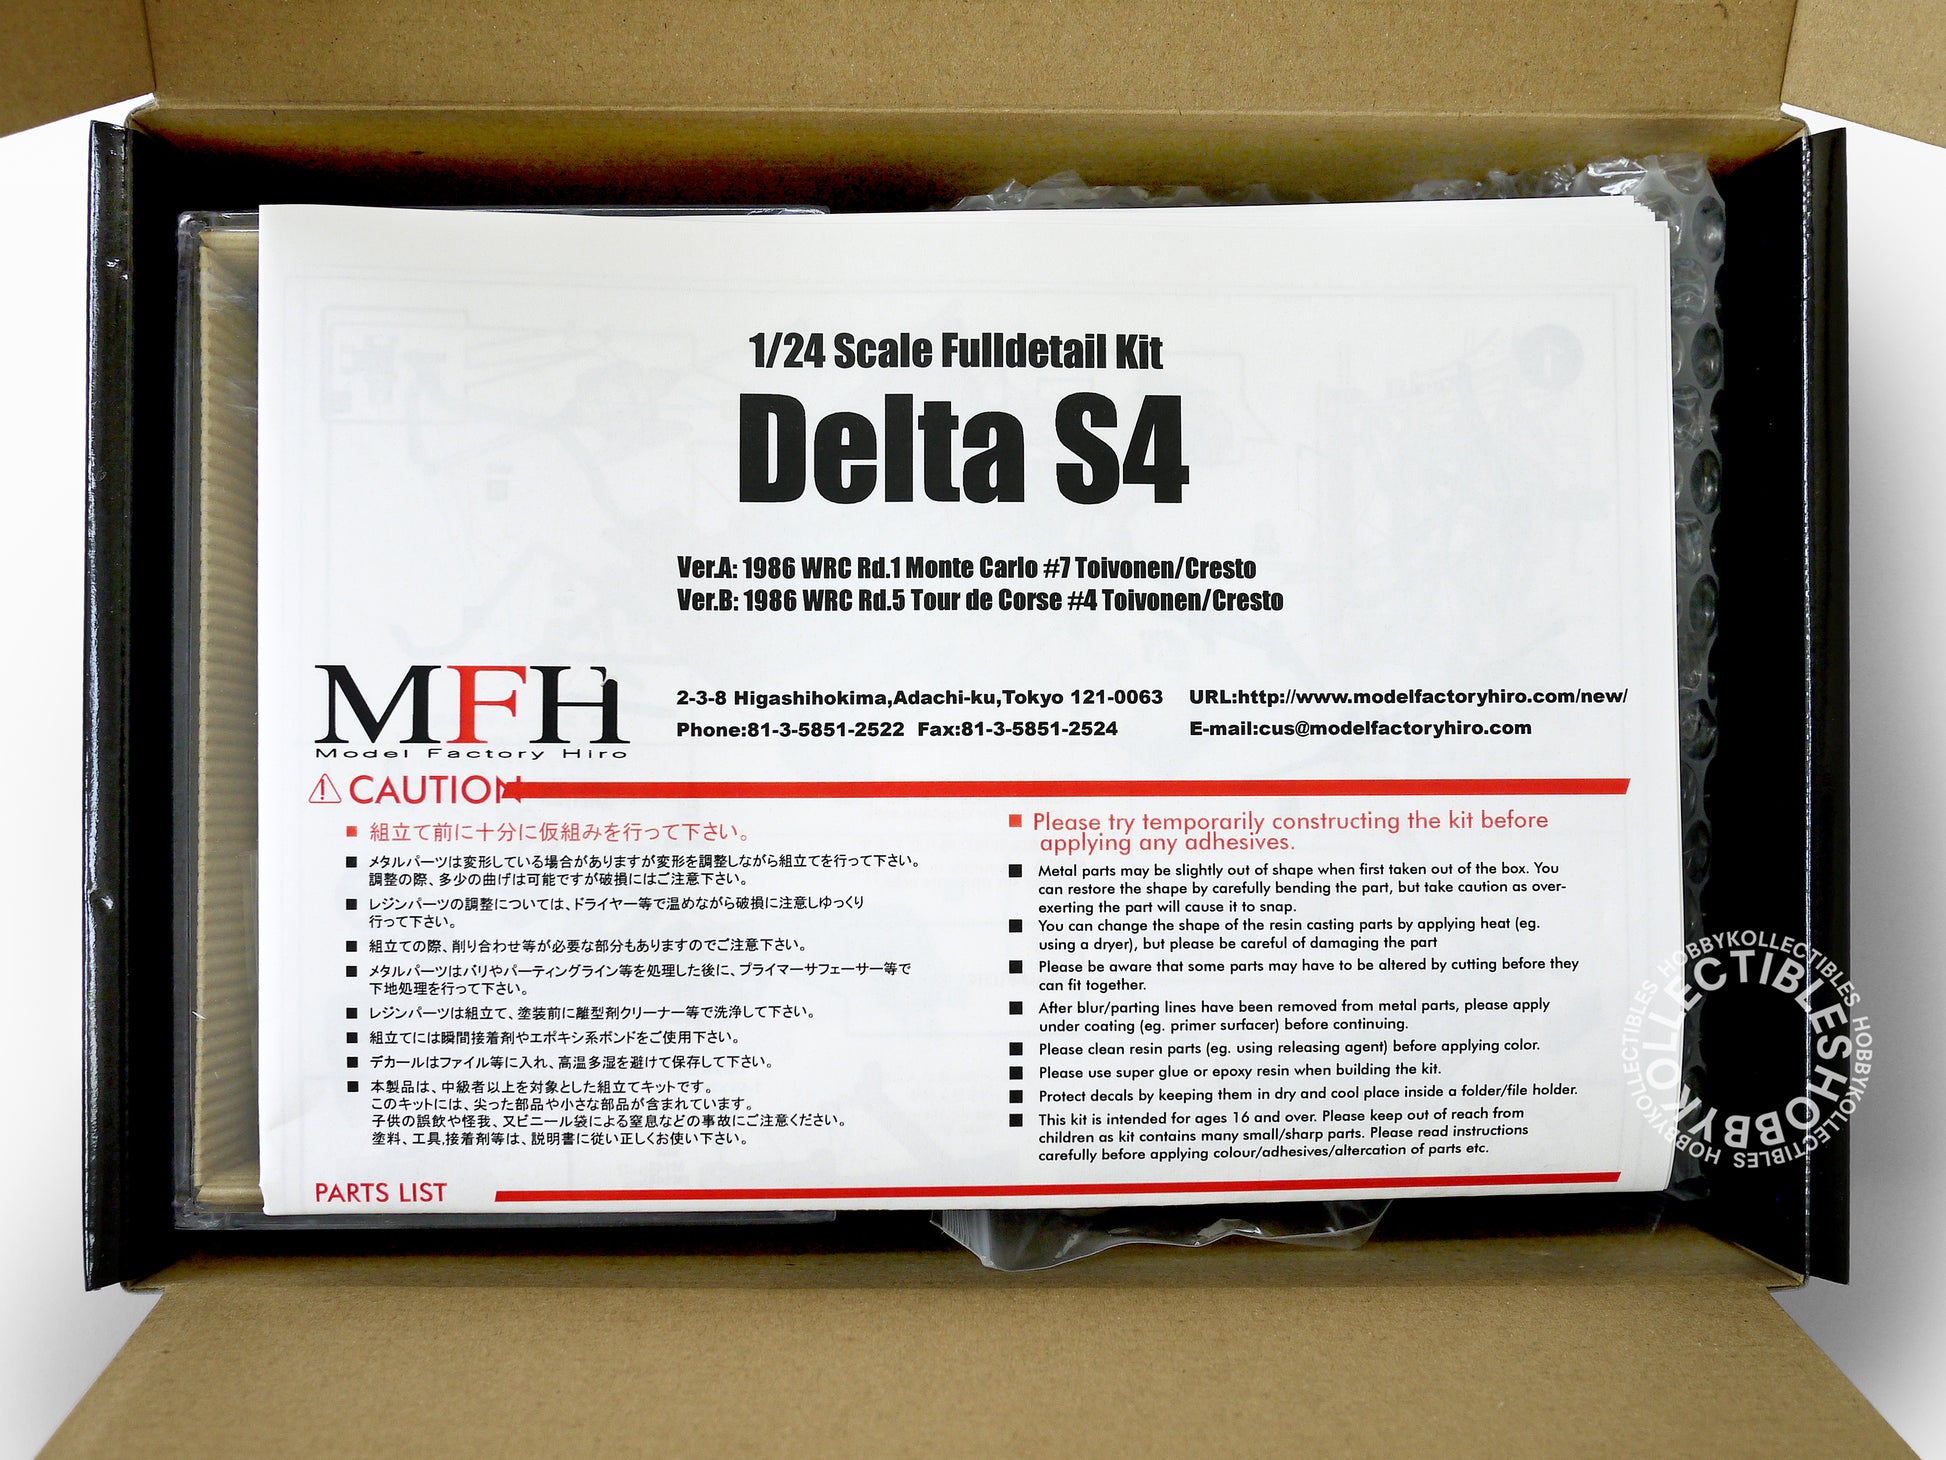 1/24 Scale Fulldetail Kit
Delta S4
Ver.A: 1986 WRC Rd.1 Monte Carlo #7 Toivonen/Cresto
Ver.B: 1986 WRC Rd.5 Tour de Corse #4 Toivonen/Cresto
MFH
Model Factory Hiro
2-3-8 Higashihokima,Adachi-ku,Tokyo 121-0063 URL:http://www.modelfactoryhiro.com/new/
Phone:81-3-5851-2522 Fax:81-3-5851-2524 E-mail:cus@modelfactoryhiro.com
CAUTION
■ 組立て前に十分に仮組みを行って下さい。
■ メタルパーツは変形している場合がありますが変形を調整しながら組立てを行って下さい。
調整の際、多少の曲げは可能ですが破損にはご注意下さい。
■ レジンパーツの調整については、ドライヤー等で温めながら破損に注意しゆっくり
行って下さい。
■ 組立ての際、削り合わせ等が必要な部分もありますのでご注意下さい。
■ メタルパーツはバリやパーティングライン等を処理した後に、プライマーサフェーサー等で
下地処理を行って下さい。
■ レジンパーツは組立て、塗装前に離型剤クリーナー等で洗浄して下さい。
■ 組立てには瞬間接着剤やエポキシ系ボンドをご使用下さい。
■ デカールはファイル等に入れ、高温多湿を避けて保存して下さい。
■ 本製品は、中級者以上を対象とした組立てキットです。
このキットには、尖った部品や小さな部品が含まれています。
子供の誤飲や怪我、又ビニール袋による窒息などの事故にご注意ください。
塗料、工具,接着剤等は、説明書に従い正しくお使い下さい。
■ Please try temporarily constructing the kit before
applying any adhesives.
■ Metal parts may be slightly out of shape when first taken out of the box. You
can restore the shape by carefully bending the part, but take caution as over-
exerting the part will cause it to snap.
■ You can change the shape of the resin casting parts by applying heat (eg.
using a dryer), but please be careful of damaging the part
■ Please be aware that some parts may have to be altered by cutting before they
can fit together.
■ After blur/parting lines have been removed from metal parts, please apply
under coating (eg. primer surfacer) before continuing.
■ Please clean resin parts (eg. using releasing agent) before applying color.
■ Please use super glue or epoxy resin when building the kit.
■ Protect decals by keeping them in dry and cool place inside a folder/file holder.
■ This kit is intended for ages 16 and over. Please keep out of reach from
children as kit contains many small/sharp parts. Please read instructions
carefully before applying colour/adhesives/altercation of parts etc.
PARTS LIST
HOBBYKOLLECTIBLES HOBBYKOLLECTIBLES HOBBYKOLLECTIBLES
HOBBYKOLLECTIBLES